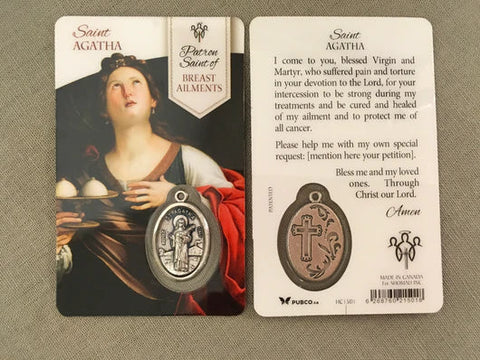 Saint
AGATHA
Patron
Saint of
BREAST
AILMENTS
Saint
AGATHA
I come to you, blessed Virgin and
Martyr, who suffered pain and torture
in your devotion to the Lord, for your
intercession to be strong during my
treatments and be cured and healed
of my ailment and to protect me of
all cancer.
Please help me with my own special
request: [mention here your petition].
Bless me and my loved
ones. Through
Christ our Lord.
Amen
PATENTED
MADE IN CANADA
For SHOMALI INC
PUBCO.ca
HC1501